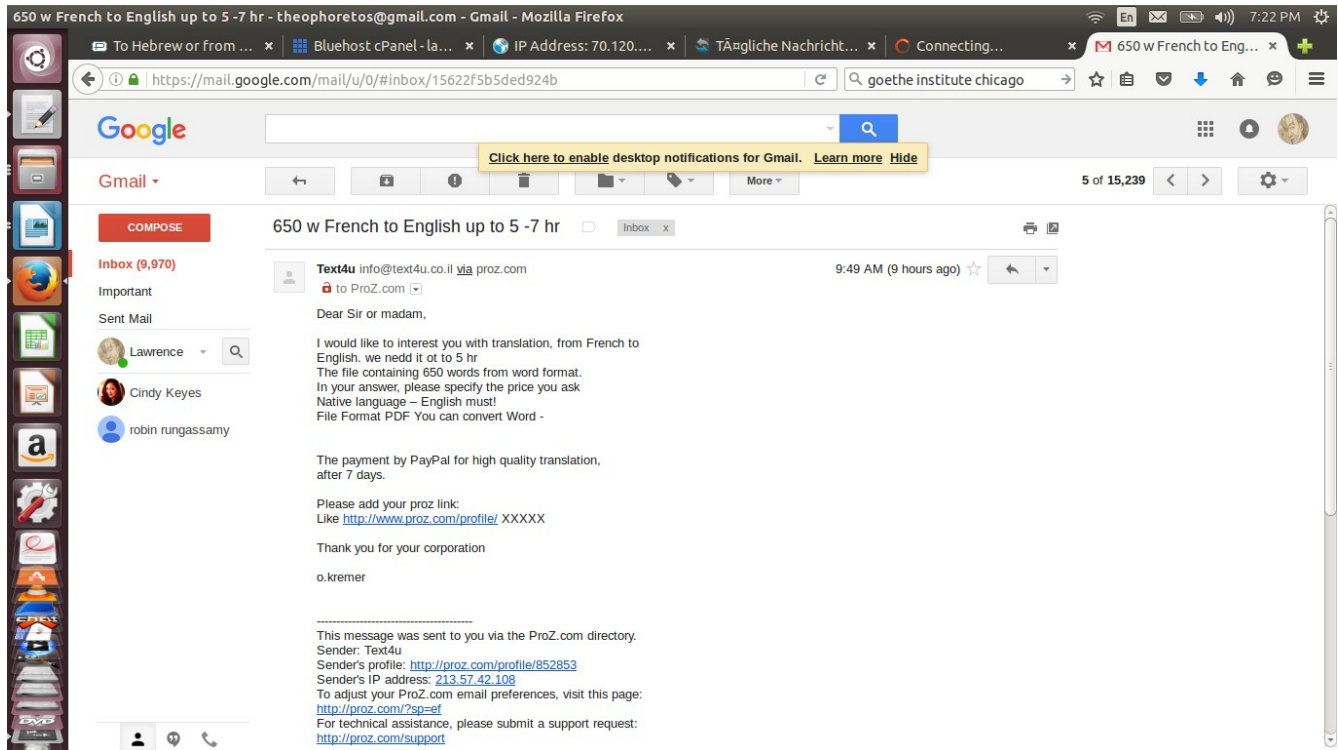 650 w French to English up to 5 -7 hr - theophoretos@gmail.com - Gmail - Mozilla Firefox
En
7:22 PM
To Hebrew or from ...
Bluehost cPanel - la...
IP Address: 70.120....
TÃ¤gliche Nachricht...
Connecting...
650 w French to Eng...
https://mail.google.com/mail/u/0/#inbox/15622f5b5ded924b
goethe institute chicago
Google
Click here to enable desktop notifications for Gmail. Learn more Hide
Gmail
More
5 of 15,239
COMPOSE
650 w French to English up to 5 -7 hr
Inbox x
Inbox (9,970)
Important
Sent Mail
Lawrence
Cindy Keyes
robin rungassamy
Text4u info@text4u.co.il via proz.com
9:49 AM (9 hours ago)
to ProZ.com
Dear Sir or madam,
I would like to interest you with translation, from French to
English. we nedd it ot to 5 hr
The file containing 650 words from word format.
In your answer, please specify the price you ask
Native language – English must!
File Format PDF You can convert Word -
The payment by PayPal for high quality translation,
after 7 days.
Please add your proz link:
Like http://www.proz.com/profile/ XXXXX
Thank you for your corporation
o.kremer
---------------------------------------
This message was sent to you via the ProZ.com directory.
Sender: Text4u
Sender's profile: http://proz.com/profile/852853
Sender's IP address: 213.57.42.108
To adjust your ProZ.com email preferences, visit this page:
http://proz.com/?sp=ef
For technical assistance, please submit a support request:
http://proz.com/support
a
DVD